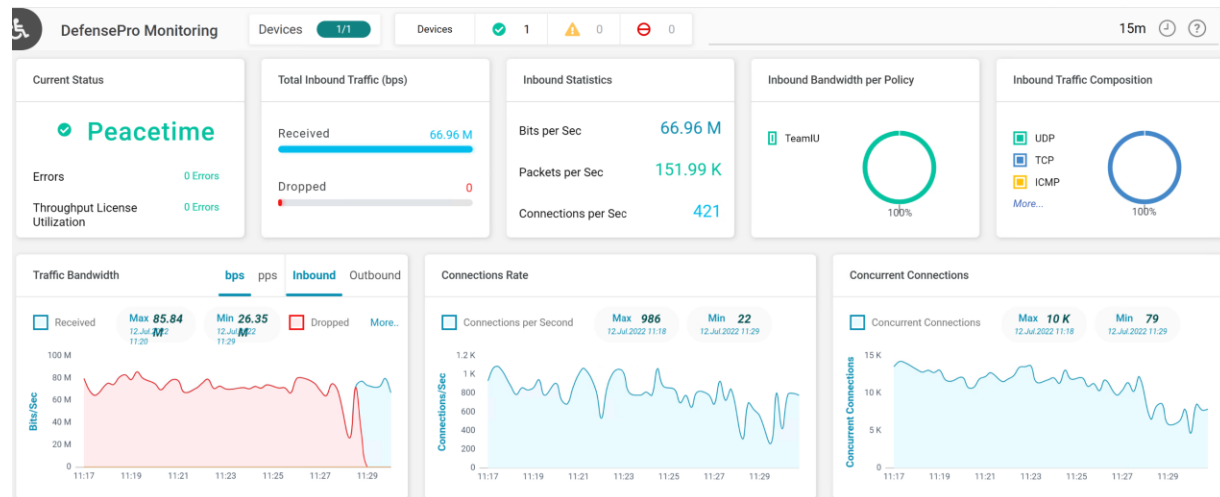 DefensePro Monitoring
Devices 1/1
Devices 1 0 0
15m
?
Current Status
Peacetime
Errors 0 Errors
Throughput License Utilization 0 Errors
Total Inbound Traffic (bps)
Received 66.96 M
Dropped 0
Inbound Statistics
Bits per Sec 66.96 M
Packets per Sec 151.99 K
Connections per Sec 421
Inbound Bandwidth per Policy
TeamIU
100%
Inbound Traffic Composition
UDP
TCP
ICMP
More...
100%
Traffic Bandwidth bps pps Inbound Outbound
Received
Max 85.84 M
12.Jul.2022 11:20
Min 26.35 M
12.Jul.2022 11:29
Dropped More..
Bits/Sec
100 M
80 M
60 M
40 M
20 M
0
11:17 11:19 11:21 11:23 11:25 11:27 11:29
Connections Rate
Connections per Second
Max 986
12.Jul.2022 11:18
Min 22
12.Jul.2022 11:29
Connections/Sec
1.2 K
1 K
800
600
400
200
0
11:17 11:19 11:21 11:23 11:25 11:27 11:29
Concurrent Connections
Concurrent Connections
Max 10 K
12.Jul.2022 11:18
Min 79
12.Jul.2022 11:29
Concurrent Connections
15 K
10 K
5 K
0
11:17 11:19 11:21 11:23 11:25 11:27 11:29